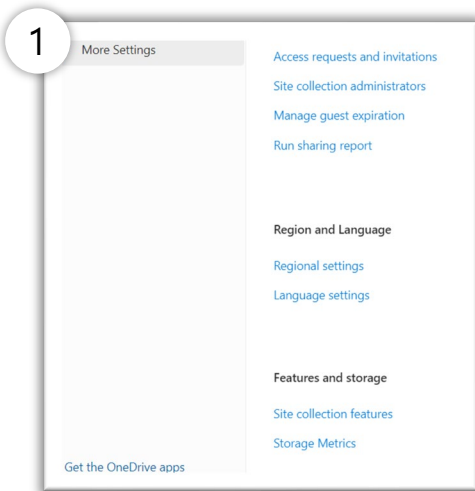 1
More Settings
Access requests and invitations
Site collection administrators
Manage guest expiration
Run sharing report
Region and Language
Regional settings
Language settings
Features and storage
Site collection features
Storage Metrics
Get the OneDrive apps